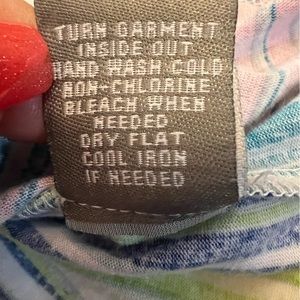 TURN GARMENT
INSIDE OUT
HAND WASH COLD
NON-CHLORINE
BLEACH WHEN
NEEDED
DRY FLAT
COOL IRON
IF NEEDED